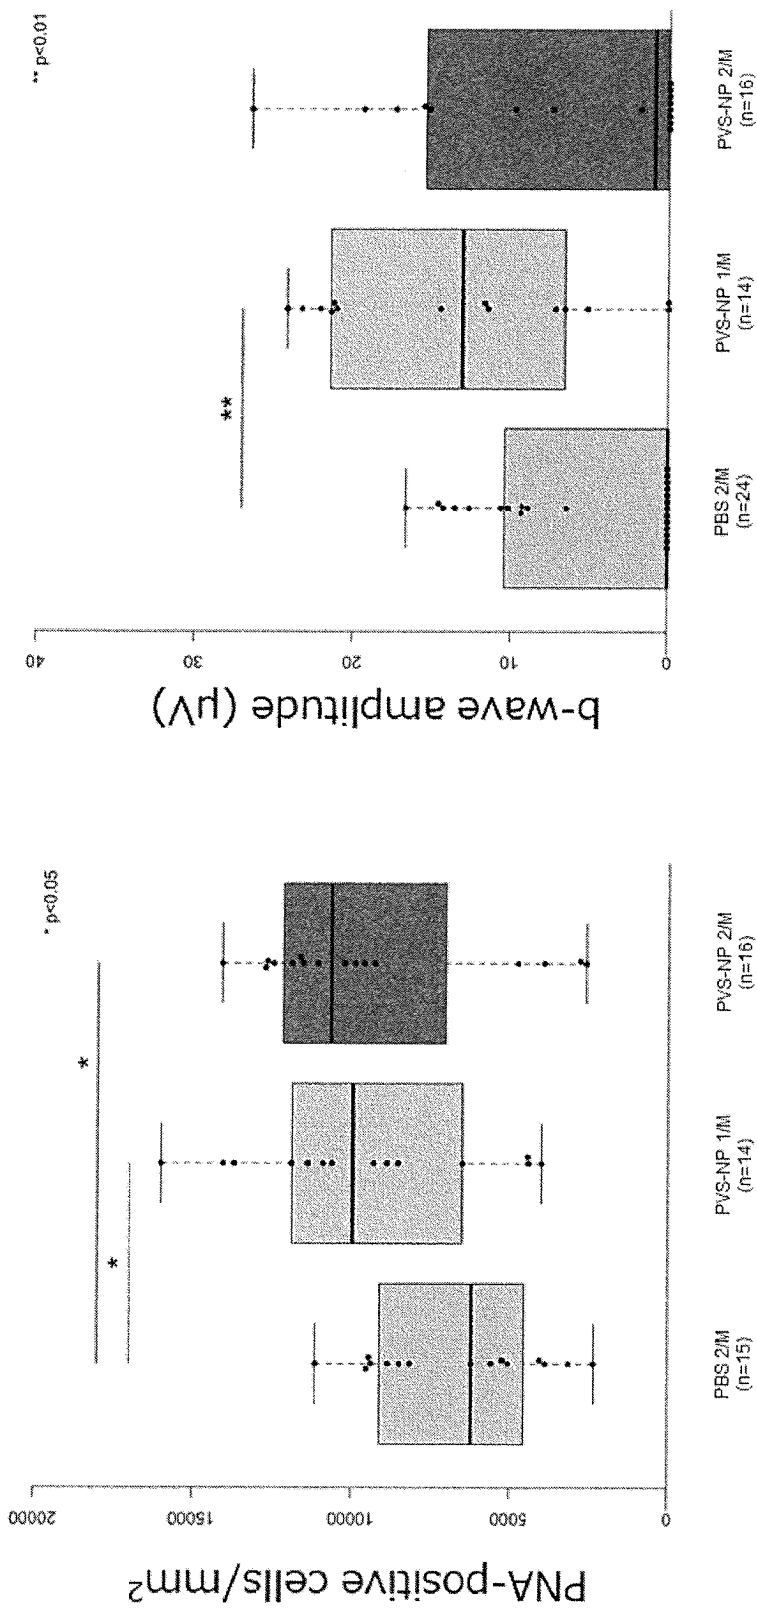 PNA-positive cells/mm²
20000
15000
10000
5000
0
* p<0.05
*
*
PBS 2/M
(n=15)
PVS-NP 1/M
(n=14)
PVS-NP 2/M
(n=16)
b-wave amplitude (μV)
40
30
20
10
0
** p<0.01
**
PBS 2/M
(n=24)
PVS-NP 1/M
(n=14)
PVS-NP 2/M
(n=16)